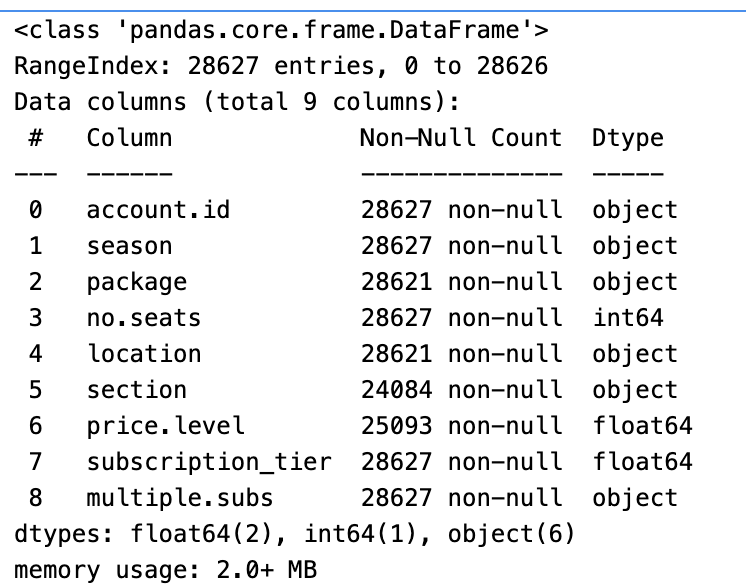 <class 'pandas.core.frame.DataFrame'>
RangeIndex: 28627 entries, 0 to 28626
Data columns (total 9 columns):
 #   Column             Non-Null Count  Dtype
---  ------             --------------  -----
 0   account.id         28627 non-null  object
 1   season             28627 non-null  object
 2   package            28621 non-null  object
 3   no.seats           28627 non-null  int64
 4   location           28621 non-null  object
 5   section            24084 non-null  object
 6   price.level        25093 non-null  float64
 7   subscription_tier  28627 non-null  float64
 8   multiple.subs      28627 non-null  object
dtypes: float64(2), int64(1), object(6)
memory usage: 2.0+ MB